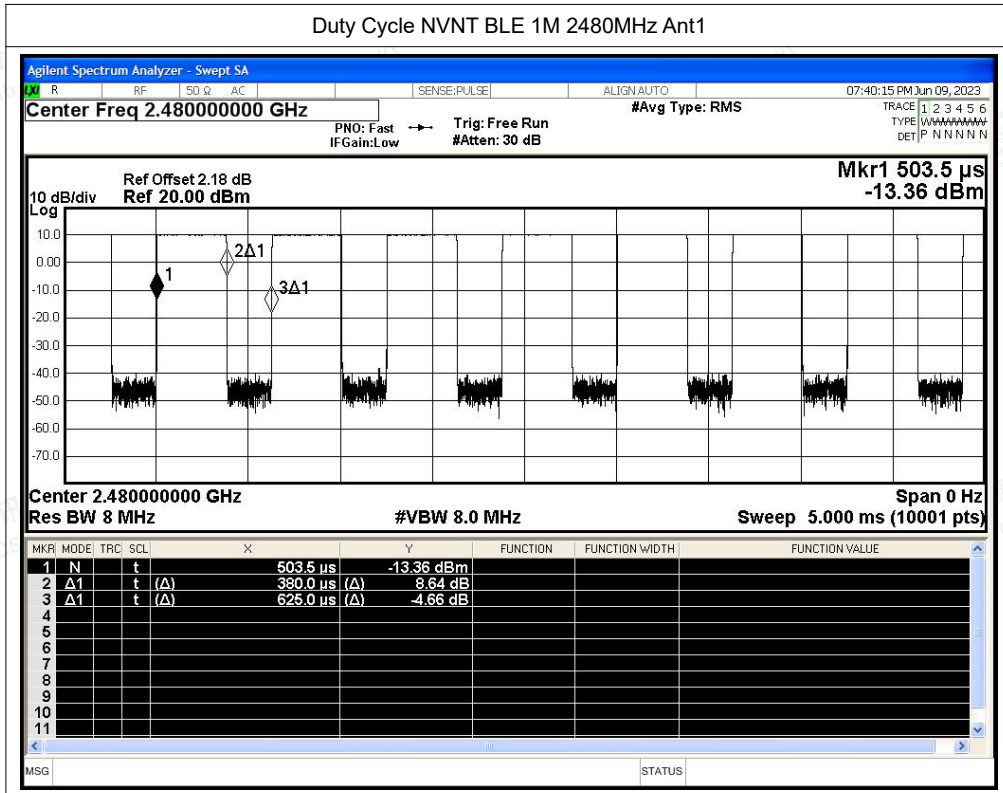 Duty Cycle NVNT BLE 1M 2480MHz Ant1
Agilent Spectrum Analyzer - Swept SA
LXI R RF 50 Ω AC SENSE:PULSE ALIGN AUTO 07:40:15 PM Jun 09, 2023
Center Freq 2.480000000 GHz #Avg Type: RMS TRACE 1 2 3 4 5 6
PNO: Fast Trig: Free Run TYPE WWWWWW
IFGain:Low #Atten: 30 dB DET P N N N N N
Mkr1 503.5 µs
Ref Offset 2.18 dB
10 dB/div Ref 20.00 dBm -13.36 dBm
Log
10.0
0.00
-10.0
-20.0
-30.0
-40.0
-50.0
-60.0
-70.0
1
2Δ1
3Δ1
Center 2.480000000 GHz Span 0 Hz
Res BW 8 MHz #VBW 8.0 MHz Sweep 5.000 ms (10001 pts)
MKR MODE TRC SCL X Y FUNCTION FUNCTION WIDTH FUNCTION VALUE
1 N t 503.5 µs -13.36 dBm
2 Δ1 t (Δ) 380.0 µs (Δ) 8.64 dB
3 Δ1 t (Δ) 625.0 µs (Δ) -4.66 dB
4
5
6
7
8
9
10
11
MSG STATUS